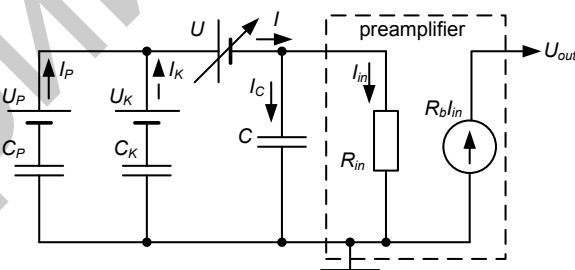 U
I
preamplifier
U_out
I_P
I_K
I_C
I_in
R_bI_in
U_P
U_K
C_P
C_K
C
R_in